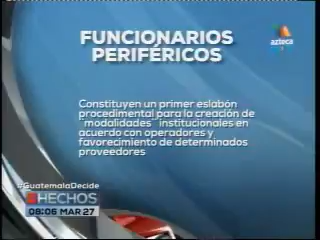 FUNCIONARIOS
PERIFÉRICOS
azteca
Constituyen un primer eslabón
procedimental para la creación de
"modalidades" institucionales en
acuerdo con operadores y
favorecimiento de determinados
proveedores
#GuatemalaDecide
HECHOS
08:06 MAR 27